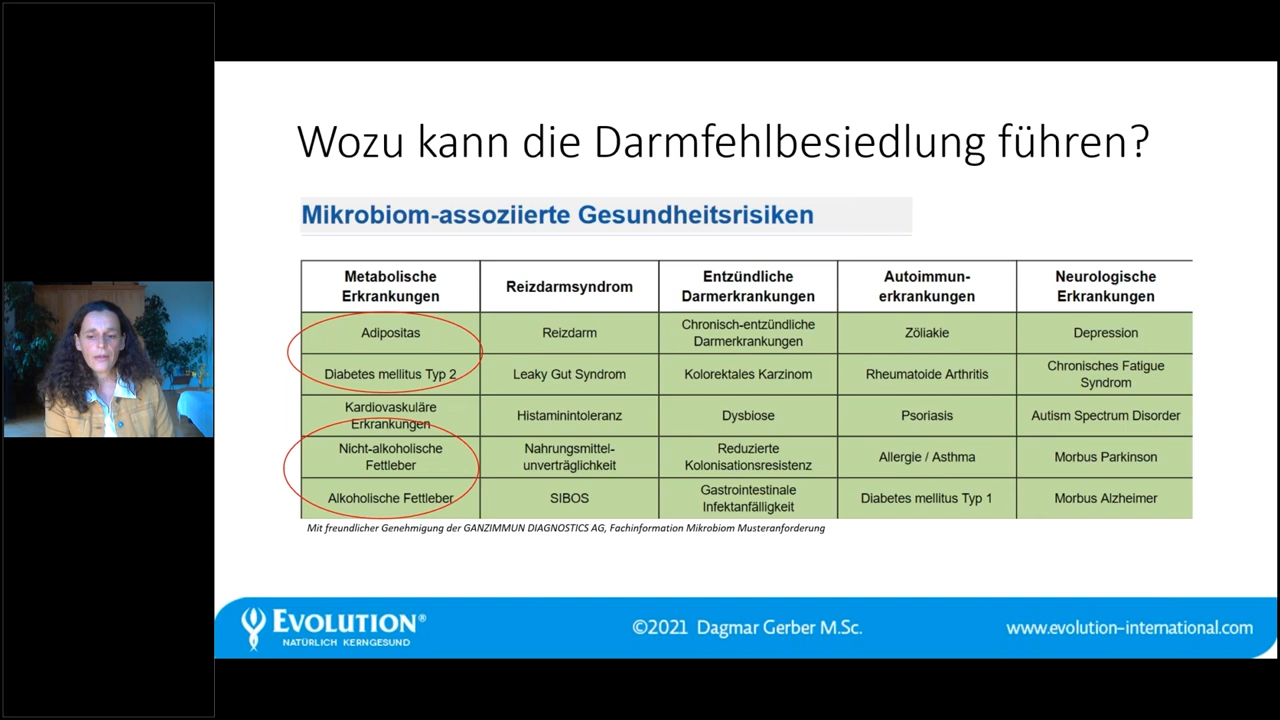 Wozu kann die Darmfehlbesiedlung führen?
Mikrobiom-assoziierte Gesundheitsrisiken
Metabolische
Erkrankungen
Reizdarmsyndrom
Entzündliche
Darmerkrankungen
Autoimmun-
erkrankungen
Neurologische
Erkrankungen
Adipositas
Reizdarm
Chronisch-entzündliche
Darmerkrankungen
Zöliakie
Depression
Diabetes mellitus Typ 2
Leaky Gut Syndrom
Kolorektales Karzinom
Rheumatoide Arthritis
Chronisches Fatigue
Syndrom
Kardiovaskuläre
Erkrankungen
Histaminintoleranz
Dysbiose
Psoriasis
Autism Spectrum Disorder
Nicht-alkoholische
Fettleber
Nahrungsmittel-
unverträglichkeit
Reduzierte
Kolonisationsresistenz
Allergie / Asthma
Morbus Parkinson
Alkoholische Fettleber
SIBOS
Gastrointestinale
Infektanfälligkeit
Diabetes mellitus Typ 1
Morbus Alzheimer
Mit freundlicher Genehmigung der GANZIMMUN DIAGNOSTICS AG, Fachinformation Mikrobiom Musteranforderung
EVOLUTION®
NATÜRLICH KERNGESUND
©2021 Dagmar Gerber M.Sc.
www.evolution-international.com